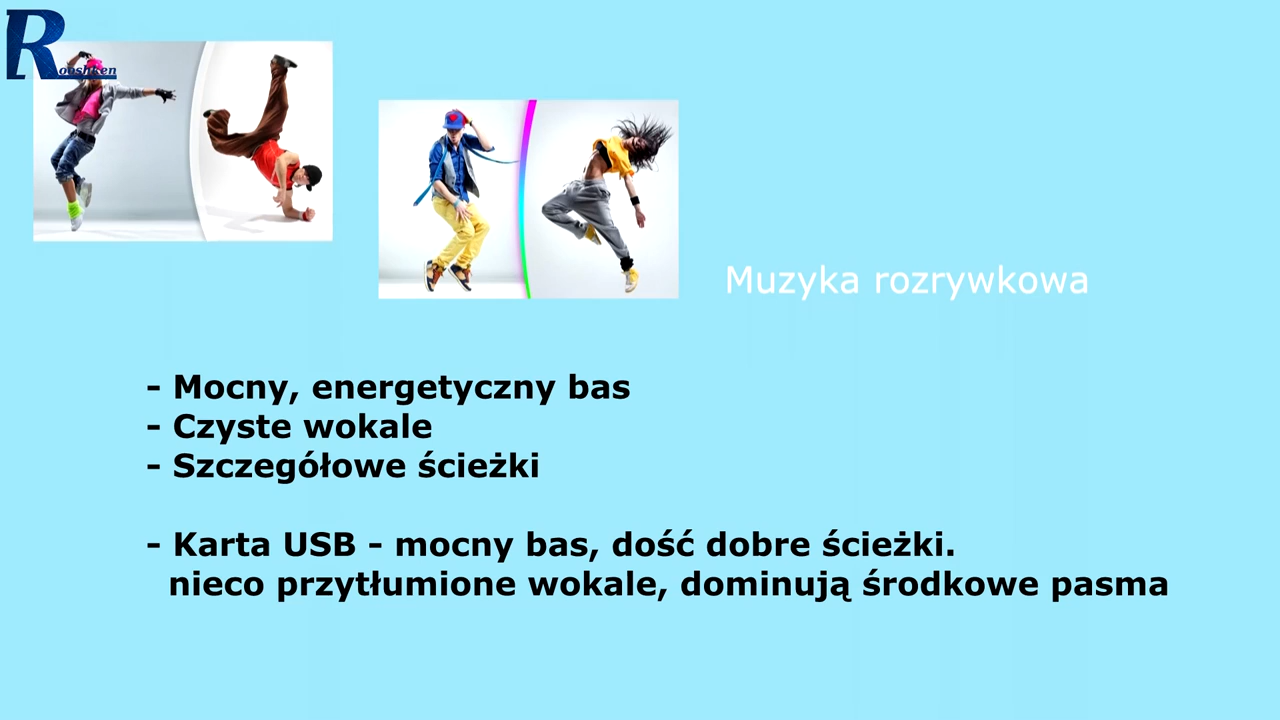 Rooshken
Muzyka rozrywkowa
- Mocny, energetyczny bas
- Czyste wokale
- Szczegółowe ścieżki
- Karta USB - mocny bas, dość dobre ścieżki.
nieco przytłumione wokale, dominują środkowe pasma